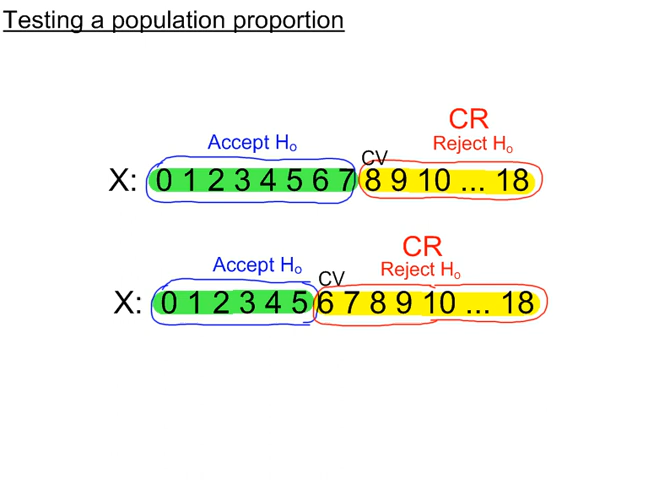 Testing a population proportion
CR
Accept Ho Reject Ho
CV
X: 0 1 2 3 4 5 6 7 8 9 10 ... 18
CR
Accept Ho Reject Ho
CV
X: 0 1 2 3 4 5 6 7 8 9 10 ... 18